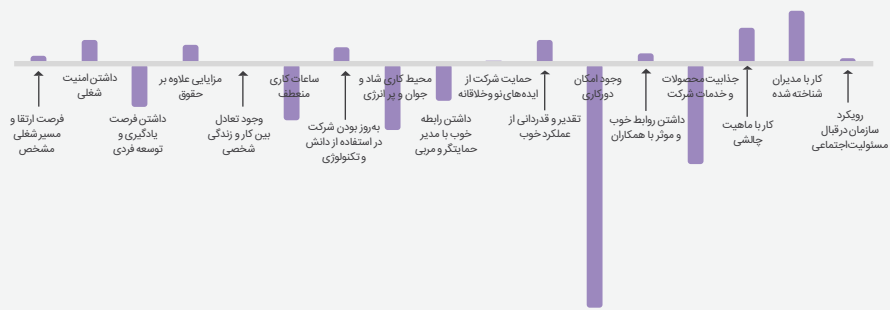 فرصت ارتقا و
مسیر شغلی
مشخص
داشتن امنیت
شغلی
داشتن فرصت
یادگیری و
توسعه فردی
مزایایی علاوه بر
حقوق
وجود تعادل
بین کار و زندگی
شخصی
ساعات کاری
منعطف
به‌روز بودن شرکت
در استفاده از دانش
و تکنولوژی
محیط کاری شاد و
جوان و پر انرژی
داشتن رابطه
خوب با مدیر
حمایتگر و مربی
حمایت شرکت از
ایده‌های نو و خلاقانه
تقدیر و قدردانی از
عملکرد خوب
وجود امکان
دورکاری
داشتن روابط خوب
و موثر با همکاران
جذابیت محصولات
و خدمات شرکت
کار با ماهیت
چالشی
کار با مدیران
شناخته شده
رویکرد
سازمان در قبال
مسئولیت اجتماعی